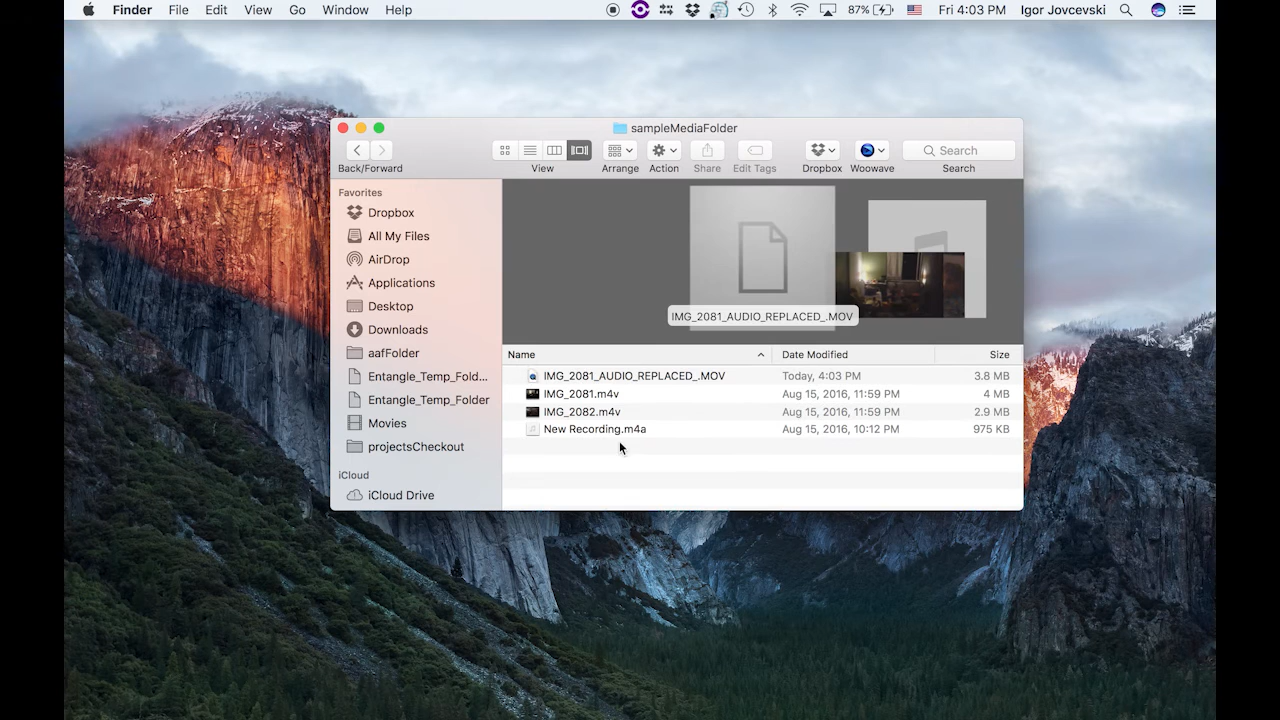 Finder File Edit View Go Window Help 87% Fri 4:03 PM Igor Jovcevski
sampleMediaFolder
Search
Back/Forward View Arrange Action Share Edit Tags Dropbox Woowave Search
Favorites
Dropbox
All My Files
AirDrop
Applications
Desktop
Downloads
aafFolder
Entangle_Temp_Fold...
Entangle_Temp_Folder
Movies
projectsCheckout
iCloud
iCloud Drive
IMG_2081_AUDIO_REPLACED_.MOV
Name Date Modified Size
IMG_2081_AUDIO_REPLACED_.MOV Today, 4:03 PM 3.8 MB
IMG_2081.m4v Aug 15, 2016, 11:59 PM 4 MB
IMG_2082.m4v Aug 15, 2016, 11:59 PM 2.9 MB
New Recording.m4a Aug 15, 2016, 10:12 PM 975 KB